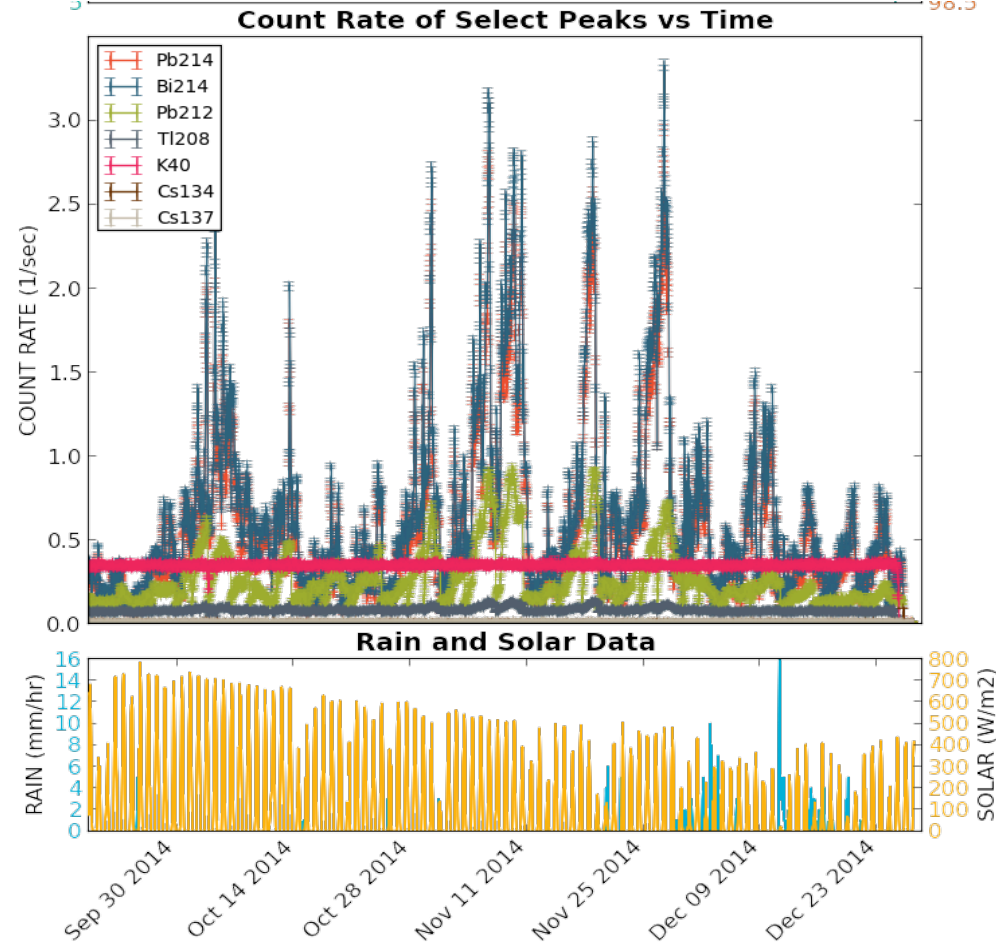 5
98.5
Count Rate of Select Peaks vs Time
Pb214
Bi214
Pb212
Tl208
K40
Cs134
Cs137
COUNT RATE (1/sec)
3.0
2.5
2.0
1.5
1.0
0.5
0.0
Rain and Solar Data
RAIN (mm/hr)
16
14
12
10
8
6
4
2
0
800
700
600
500
400
300
200
100
0
SOLAR (W/m2)
Sep 30 2014
Oct 14 2014
Oct 28 2014
Nov 11 2014
Nov 25 2014
Dec 09 2014
Dec 23 2014